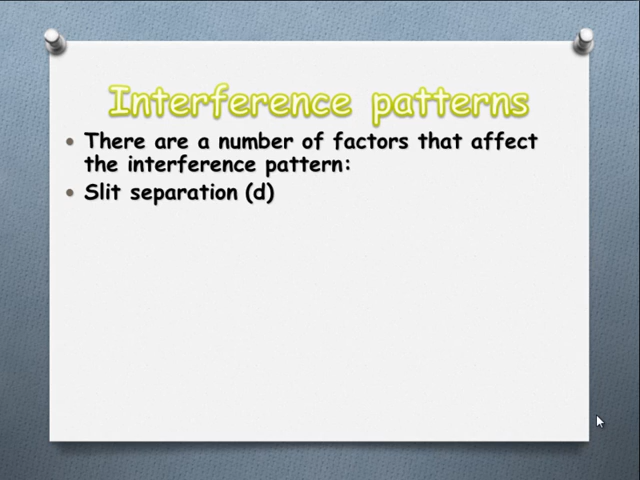 Interference patterns
• There are a number of factors that affect
the interference pattern:
• Slit separation (d)